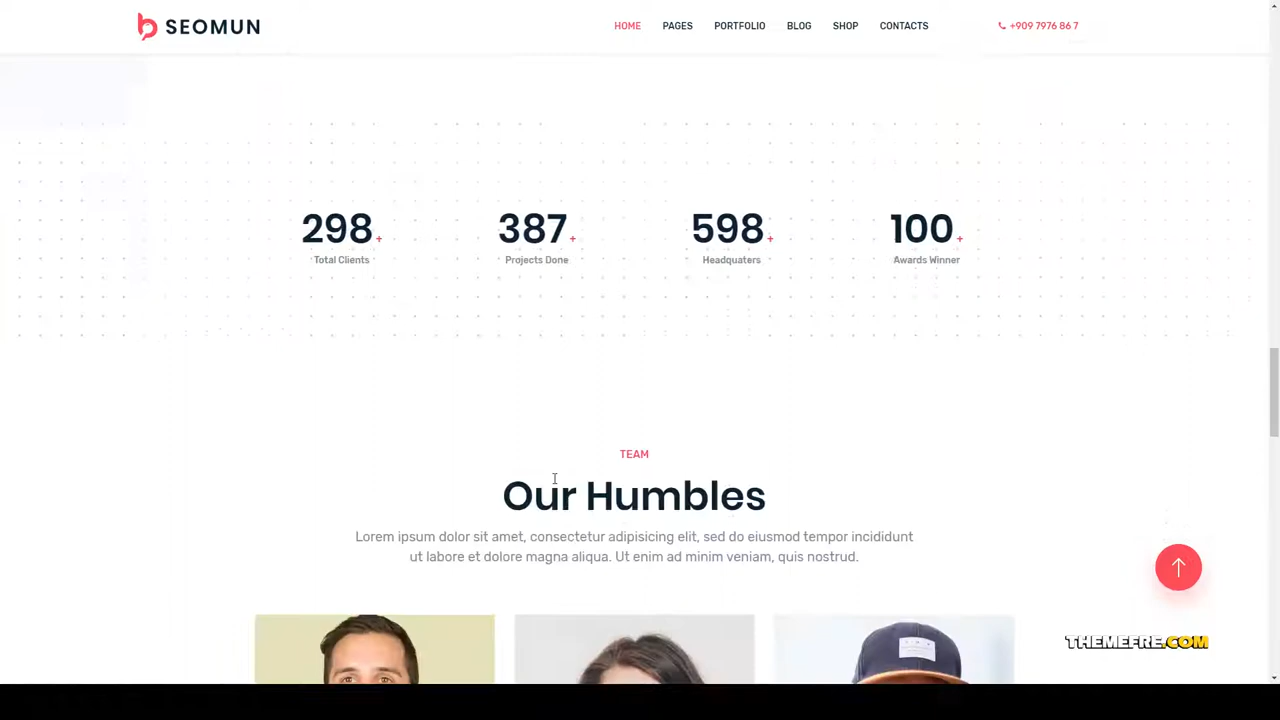 SEOMUN
HOME PAGES PORTFOLIO BLOG SHOP CONTACTS +909 7976 86 7
298+ 387+ 598+ 100+
Total Clients Projects Done Headquaters Awards Winner
TEAM
Our Humbles
Lorem ipsum dolor sit amet, consectetur adipisicing elit, sed do eiusmod tempor incididunt
ut labore et dolore magna aliqua. Ut enim ad minim veniam, quis nostrud.
THEMEFRE.COM